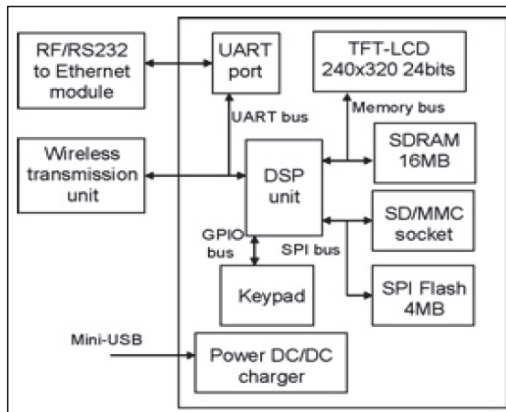 RF/RS232
to Ethernet
module
UART
port
TFT-LCD
240x320 24bits
UART bus
Memory bus
Wireless
transmission
unit
DSP
unit
SDRAM
16MB
SD/MMC
socket
GPIO
bus
SPI bus
Keypad
SPI Flash
4MB
Mini-USB
Power DC/DC
charger